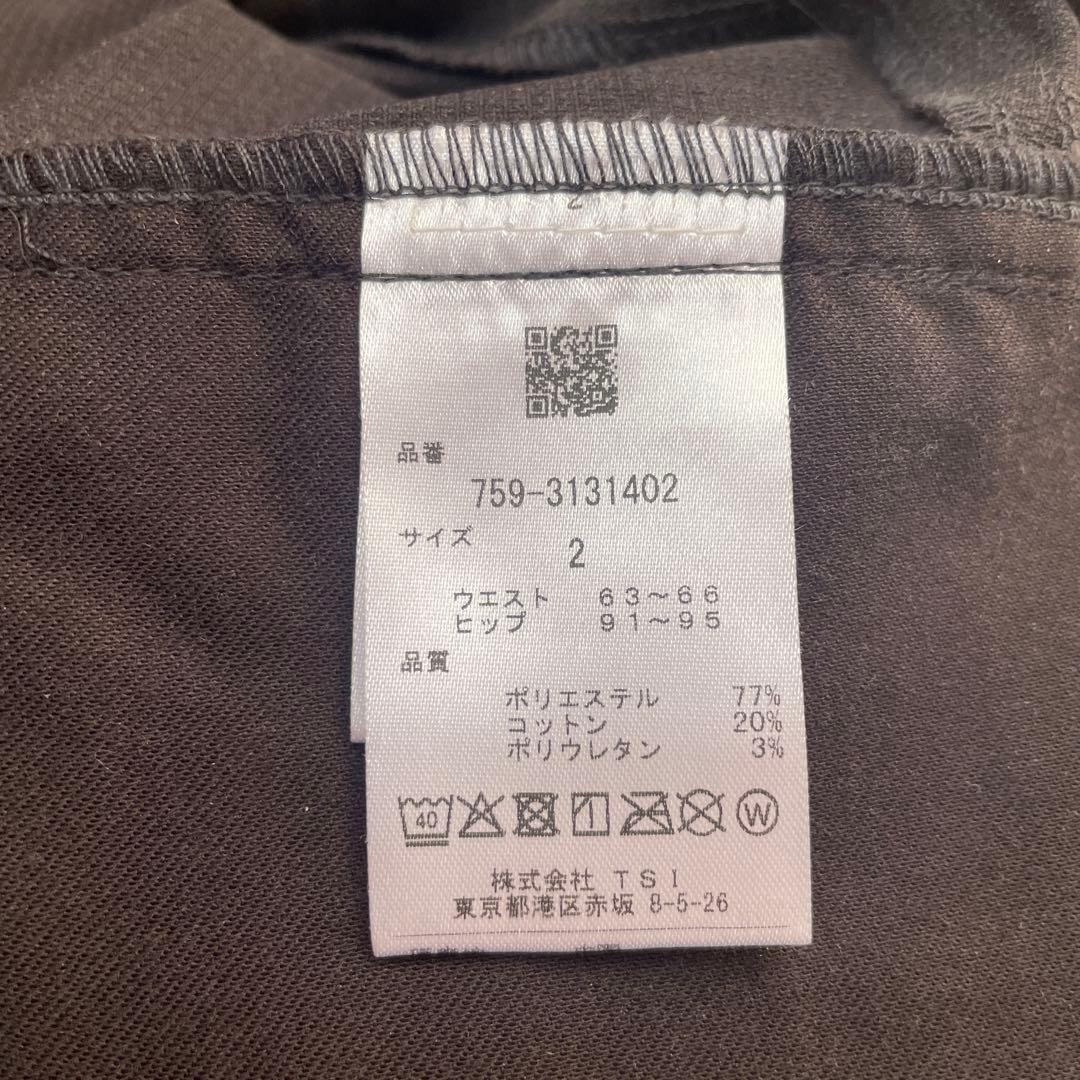 2
品番
759-3131402
サイズ
2
ウエスト 63〜66
ヒップ 91〜95
品質
ポリエステル 77%
コットン 20%
ポリウレタン 3%
40
W
株式会社 TSI
東京都港区赤坂 8-5-26